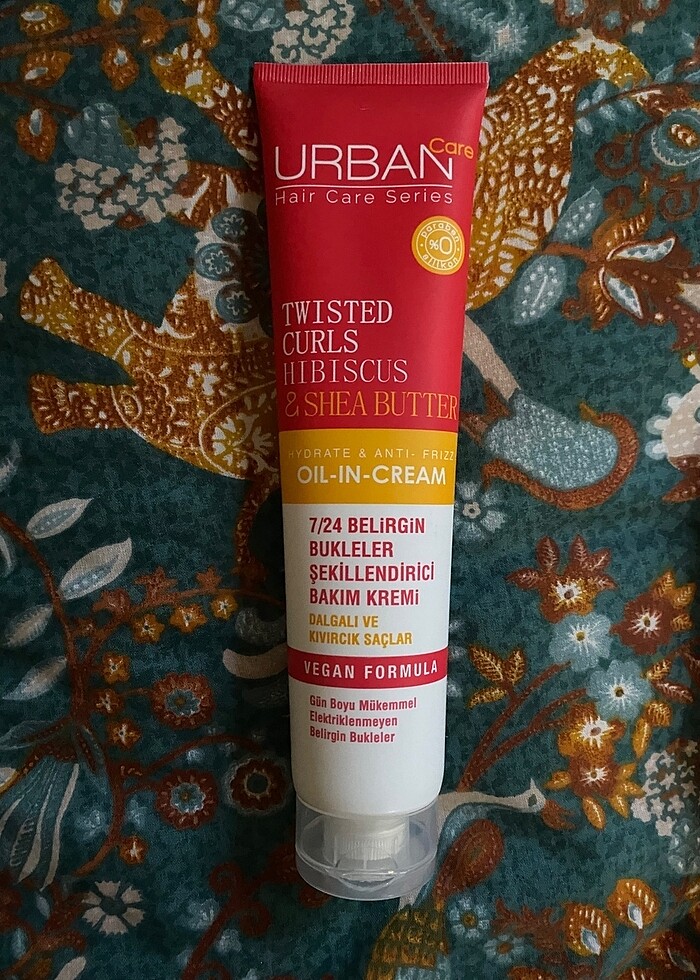 URBAN Care
Hair Care Series
paraben
%0
silikon
TWISTED
CURLS
HIBISCUS
& SHEA BUTTER
HYDRATE & ANTI- FRIZZ
OIL-IN-CREAM
7/24 BELiRGiN
BUKLELER
ŞEKİLLENDİRİCİ
BAKIM KREMi
DALGALI VE
KIVIRCIK SAÇLAR
VEGAN FORMULA
Gün Boyu Mükemmel
Elektriklenmeyen
Belirgin Bukleler